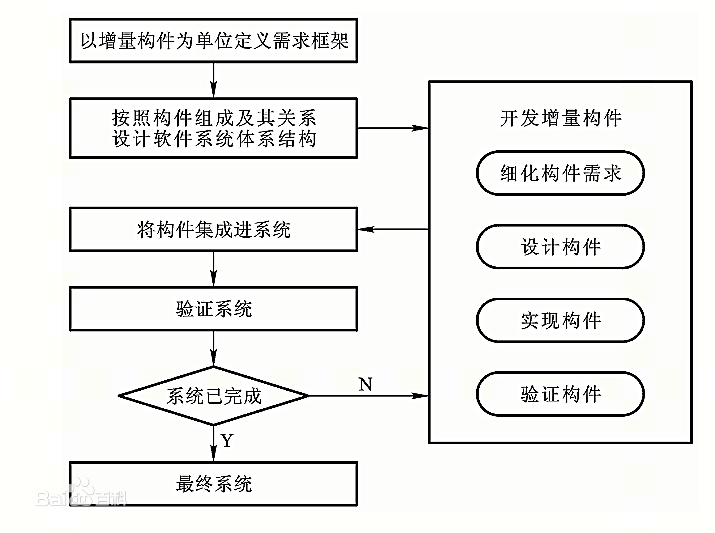 以增量构件为单位定义需求框架
按照构件组成及其关系
设计软件系统体系结构
开发增量构件
细化构件需求
将构件集成进系统
设计构件
验证系统
实现构件
系统已完成
N
验证构件
Y
最终系统
Baidu百科